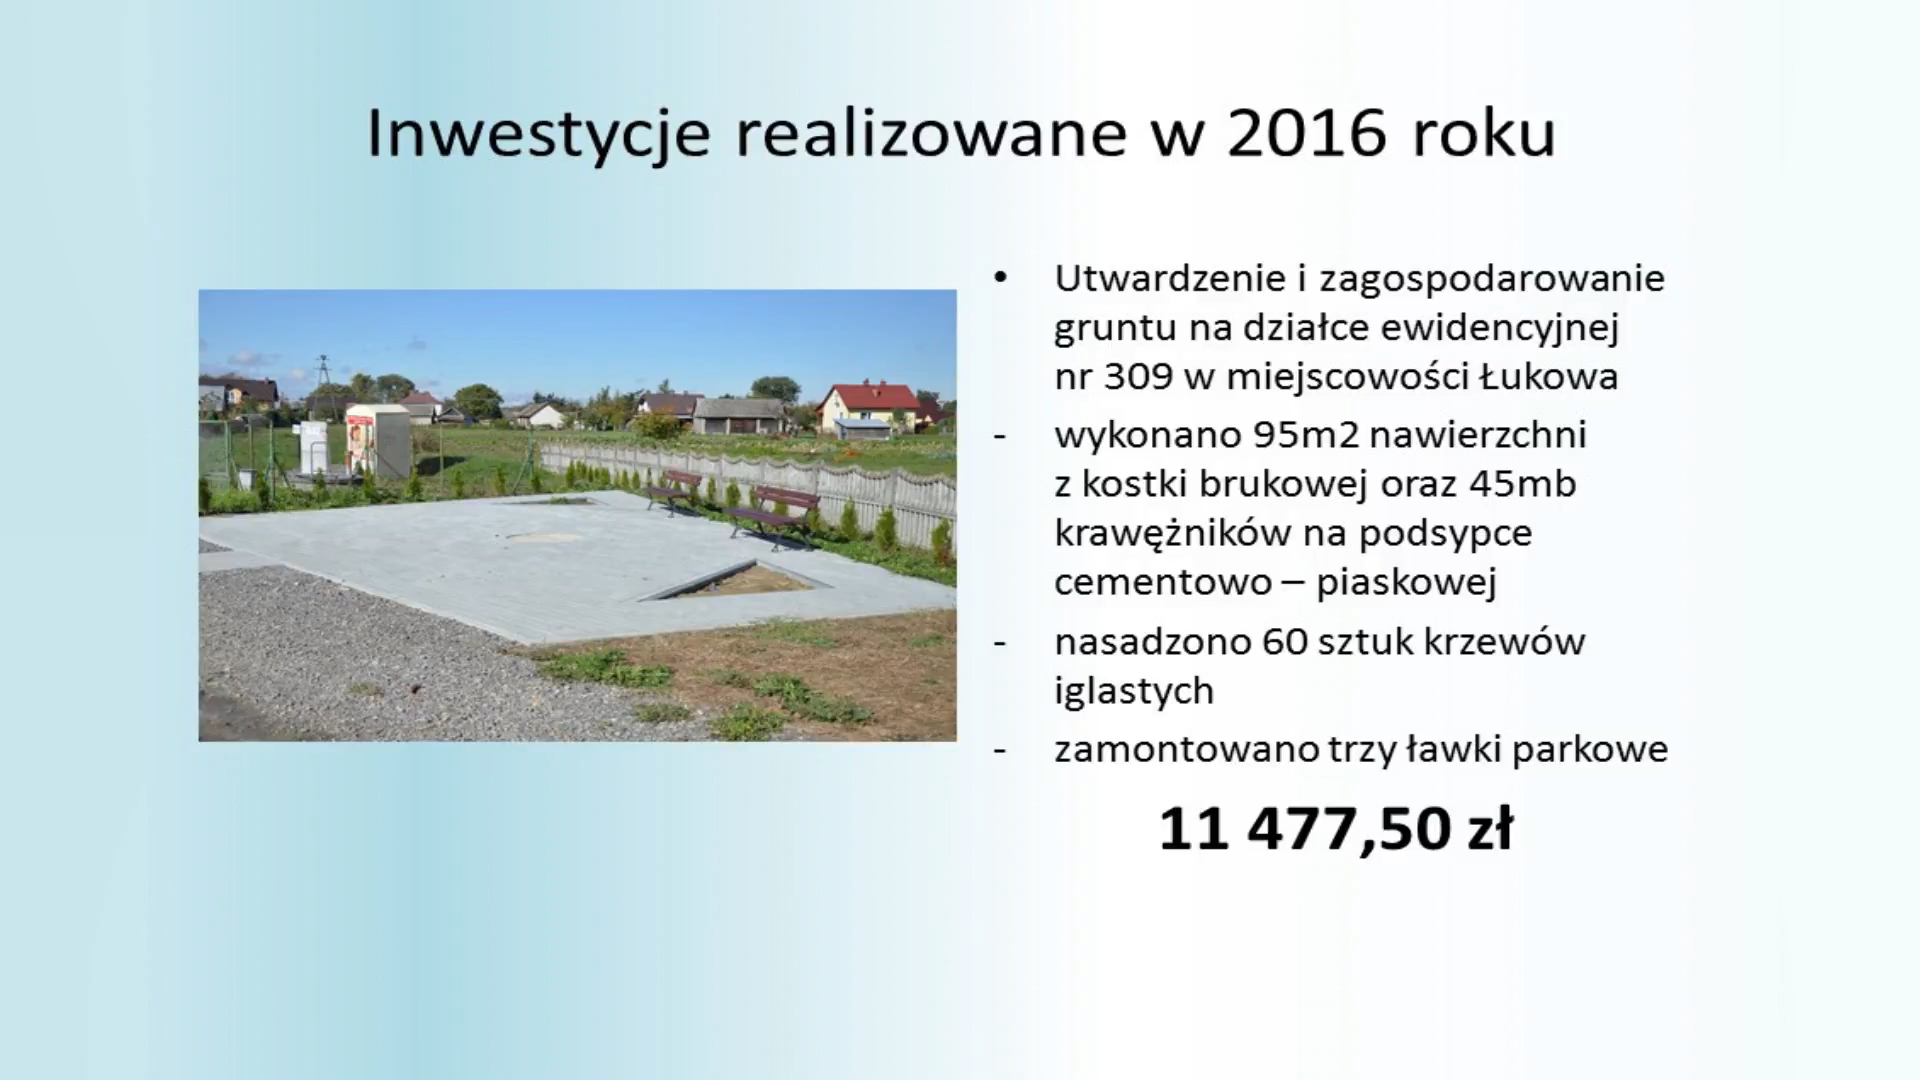 Inwestycje realizowane w 2016 roku
• Utwardzenie i zagospodarowanie
gruntu na działce ewidencyjnej
nr 309 w miejscowości Łukowa
- wykonano 95m2 nawierzchni
z kostki brukowej oraz 45mb
krawężników na podsypce
cementowo – piaskowej
- nasadzono 60 sztuk krzewów
iglastych
- zamontowano trzy ławki parkowe
11 477,50 zł